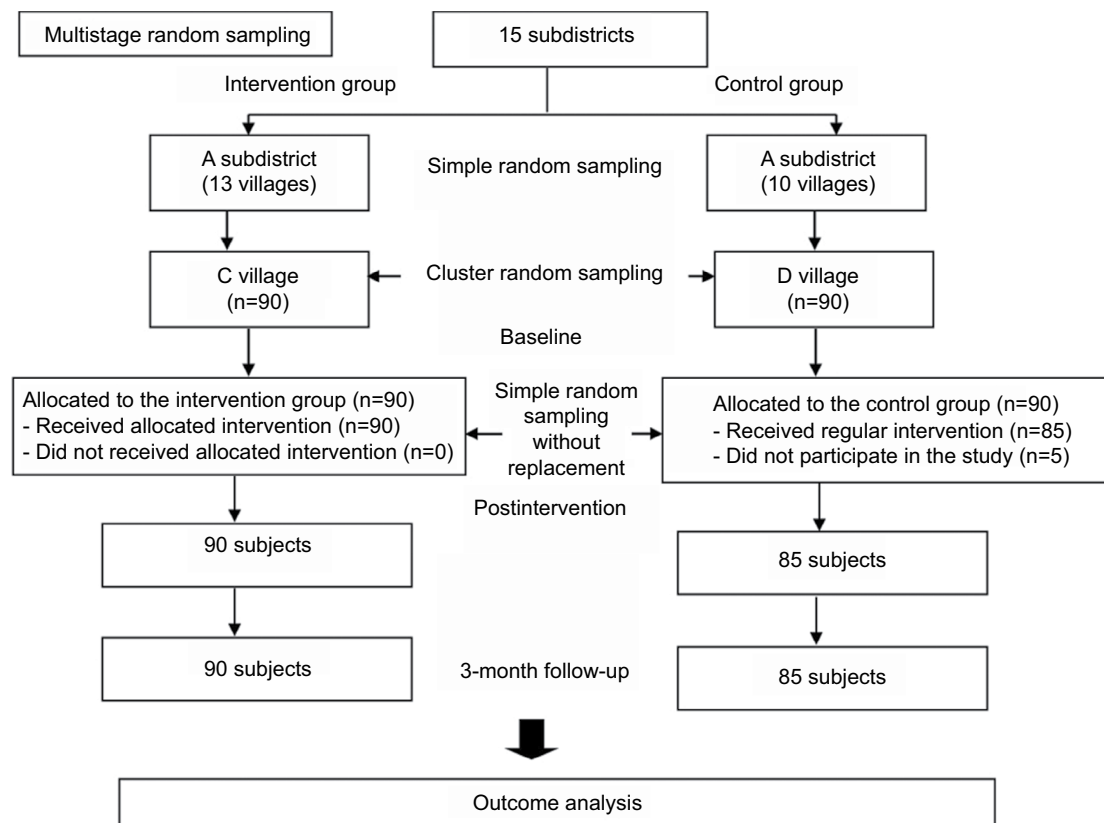 Multistage random sampling
15 subdistricts
Intervention group
Control group
A subdistrict
(13 villages)
Simple random sampling
A subdistrict
(10 villages)
C village
(n=90)
Cluster random sampling
D village
(n=90)
Baseline
Allocated to the intervention group (n=90)
- Received allocated intervention (n=90)
- Did not received allocated intervention (n=0)
Simple random
sampling
without
replacement
Allocated to the control group (n=90)
- Received regular intervention (n=85)
- Did not participate in the study (n=5)
Postintervention
90 subjects
85 subjects
90 subjects
3-month follow-up
85 subjects
Outcome analysis